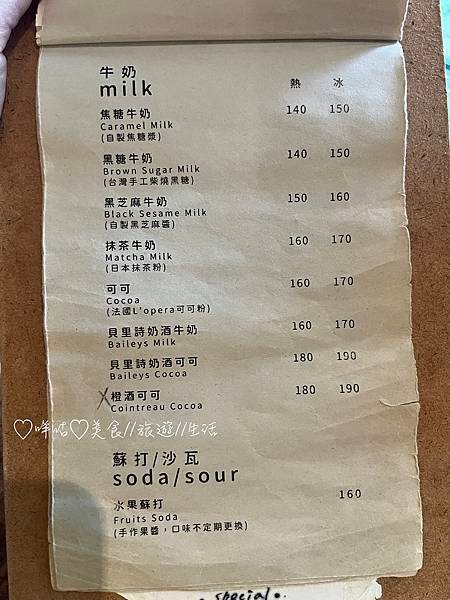 牛奶
milk 熱 冰
焦糖牛奶 140 150
Caramel Milk
(自製焦糖漿)
黑糖牛奶 140 150
Brown Sugar Milk
(台灣手工柴燒黑糖)
黑芝麻牛奶 150 160
Black Sesame Milk
(自製黑芝麻醬)
抹茶牛奶 160 170
Matcha Milk
(日本抹茶粉)
可可 160 170
Cocoa
(法國L'opera可可粉)
貝里詩奶酒牛奶 160 170
Baileys Milk
貝里詩奶酒可可 180 190
Baileys Cocoa
橙酒可可 180 190
Cointreau Cocoa
♡咩咕♡美食//旅遊//生活
蘇打/沙瓦
soda/sour
水果蘇打 160
Fruits Soda
(手作果醬，口味不定期更換)
special